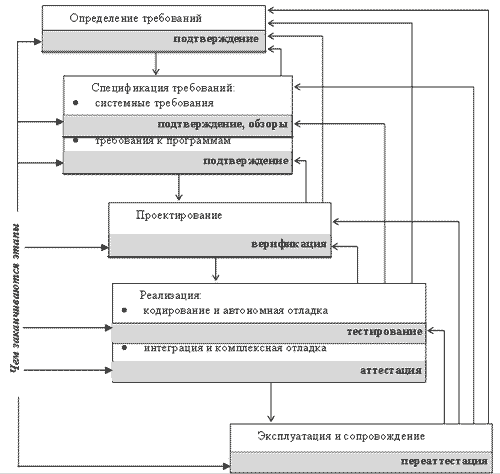 Определение требований
подтверждение
Спецификация требований:
• системные требования
подтверждение, обзоры
• требования к программам
подтверждение
Проектирование
верификация
Реализация:
• кодирование и автономная отладка
тестирование
• интеграция и комплексная отладка
аттестация
Эксплуатация и сопровождение
переаттестация
Чем заканчиваются этапы